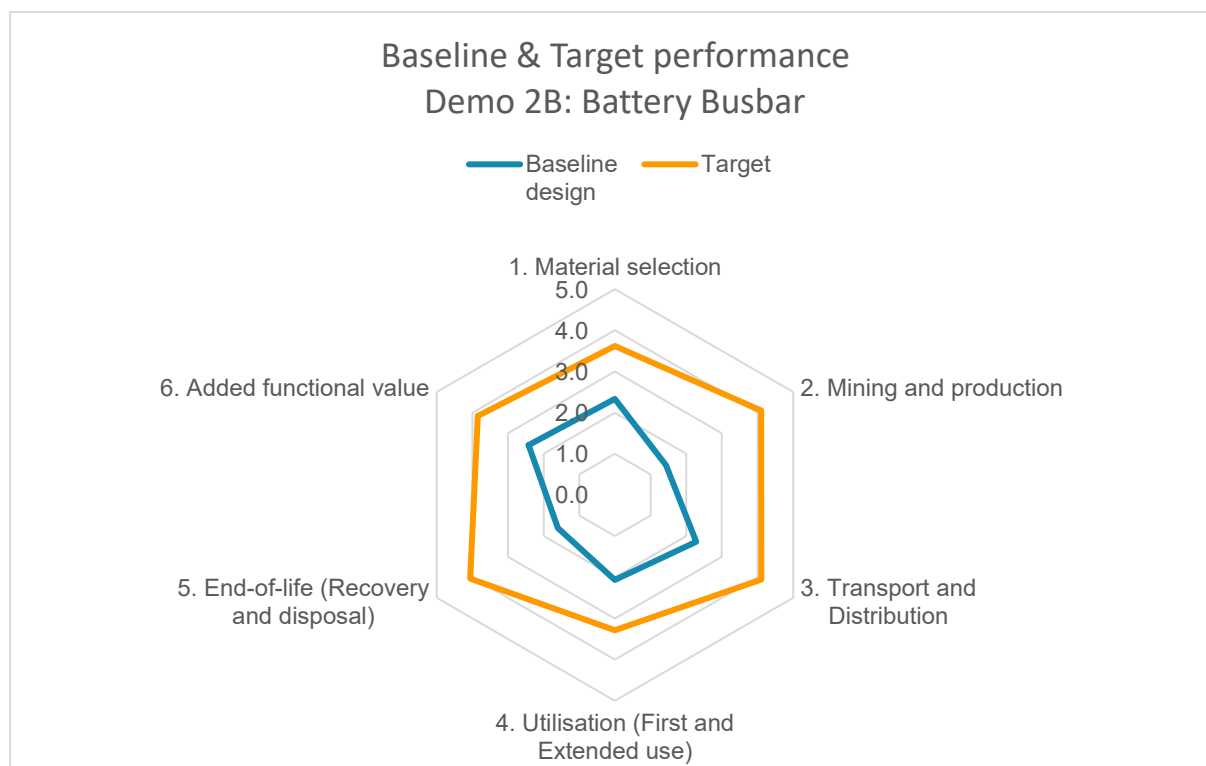 Baseline & Target performance
Demo 2B: Battery Busbar
Baseline
design
Target
1. Material selection
5.0
4.0
3.0
2.0
1.0
0.0
6. Added functional value
2. Mining and production
5. End-of-life (Recovery
and disposal)
3. Transport and
Distribution
4. Utilisation (First and
Extended use)